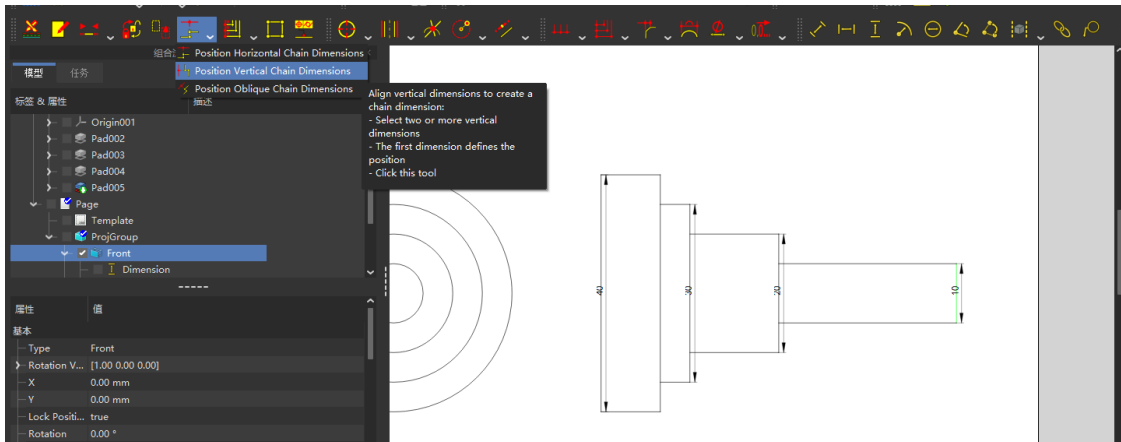 组合
Position Horizontal Chain Dimensions
Position Vertical Chain Dimensions
Position Oblique Chain Dimensions
Align vertical dimensions to create a
chain dimension:
- Select two or more vertical
dimensions
- The first dimension defines the
position
- Click this tool
模型 任务
标签 & 属性 描述
Origin001
Pad002
Pad003
Pad004
Pad005
Page
Template
ProjGroup
Front
Dimension
属性 值
基本
Type Front
Rotation V... [1.00 0.00 0.00]
X 0.00 mm
Y 0.00 mm
Lock Positi... true
Rotation 0.00 °
40
30
20
10